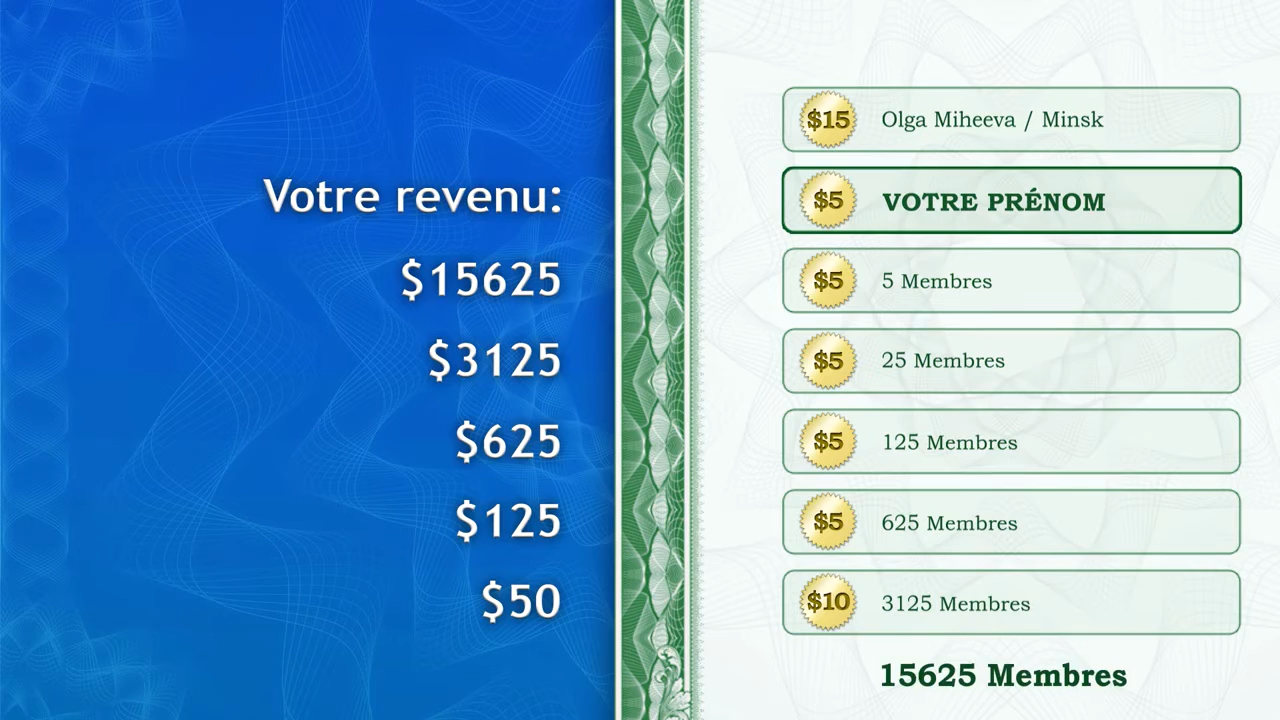 Votre revenu:
$15625
$3125
$625
$125
$50
$15 Olga Miheeva / Minsk
$5 VOTRE PRÉNOM
$5 5 Membres
$5 25 Membres
$5 125 Membres
$5 625 Membres
$10 3125 Membres
15625 Membres